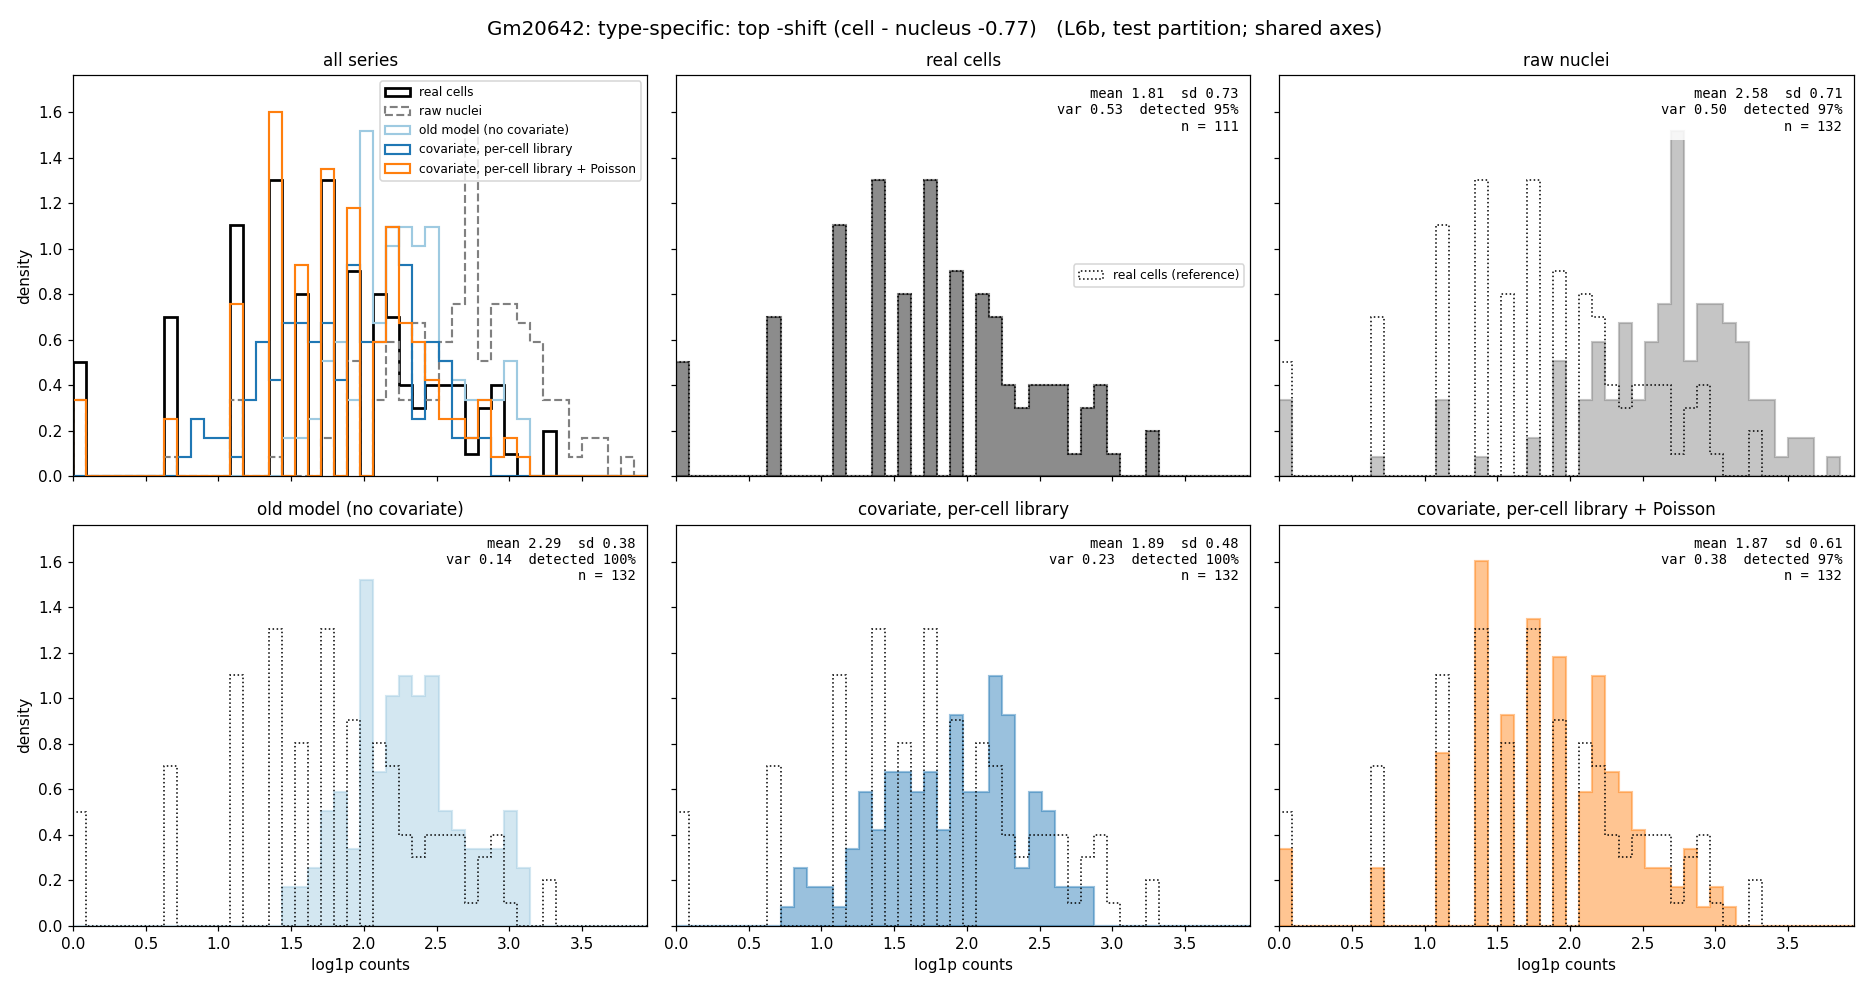 Gm20642: type-specific: top -shift (cell - nucleus -0.77)   (L6b, test partition; shared axes)
all series
real cells
raw nuclei
density
0.0
0.2
0.4
0.6
0.8
1.0
1.2
1.4
1.6
real cells
raw nuclei
old model (no covariate)
covariate, per-cell library
covariate, per-cell library + Poisson
mean 1.81  sd 0.73
var 0.53  detected 95%
n = 111
real cells (reference)
mean 2.58  sd 0.71
var 0.50  detected 97%
n = 132
old model (no covariate)
covariate, per-cell library
covariate, per-cell library + Poisson
density
0.0
0.2
0.4
0.6
0.8
1.0
1.2
1.4
1.6
mean 2.29  sd 0.38
var 0.14  detected 100%
n = 132
mean 1.89  sd 0.48
var 0.23  detected 100%
n = 132
mean 1.87  sd 0.61
var 0.38  detected 97%
n = 132
0.0 0.5 1.0 1.5 2.0 2.5 3.0 3.5
0.0 0.5 1.0 1.5 2.0 2.5 3.0 3.5
0.0 0.5 1.0 1.5 2.0 2.5 3.0 3.5
log1p counts
log1p counts
log1p counts